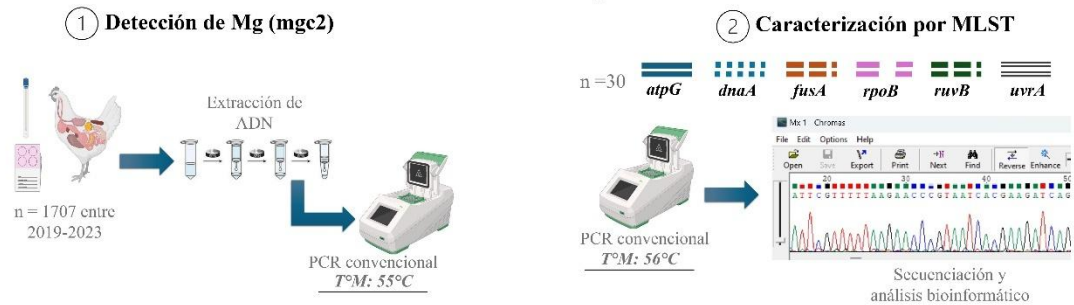 1 Detección de Mg (mgc2)
Extracción de
ADN
n = 1707 entre
2019-2023
PCR convencional
T°M: 55°C
2 Caracterización por MLST
n =30
atpG dnaA fusA rpoB ruvB uvrA
Mx 1 Chromas
File Edit Options Help
Open Save Export Print Next Find Reverse Enhance
20 30 40 50
ATTCGTTTTTAAGAACCCGTAATCACGAAGATCAG
PCR convencional
T°M: 56°C
Secuenciación y
análisis bioinformático